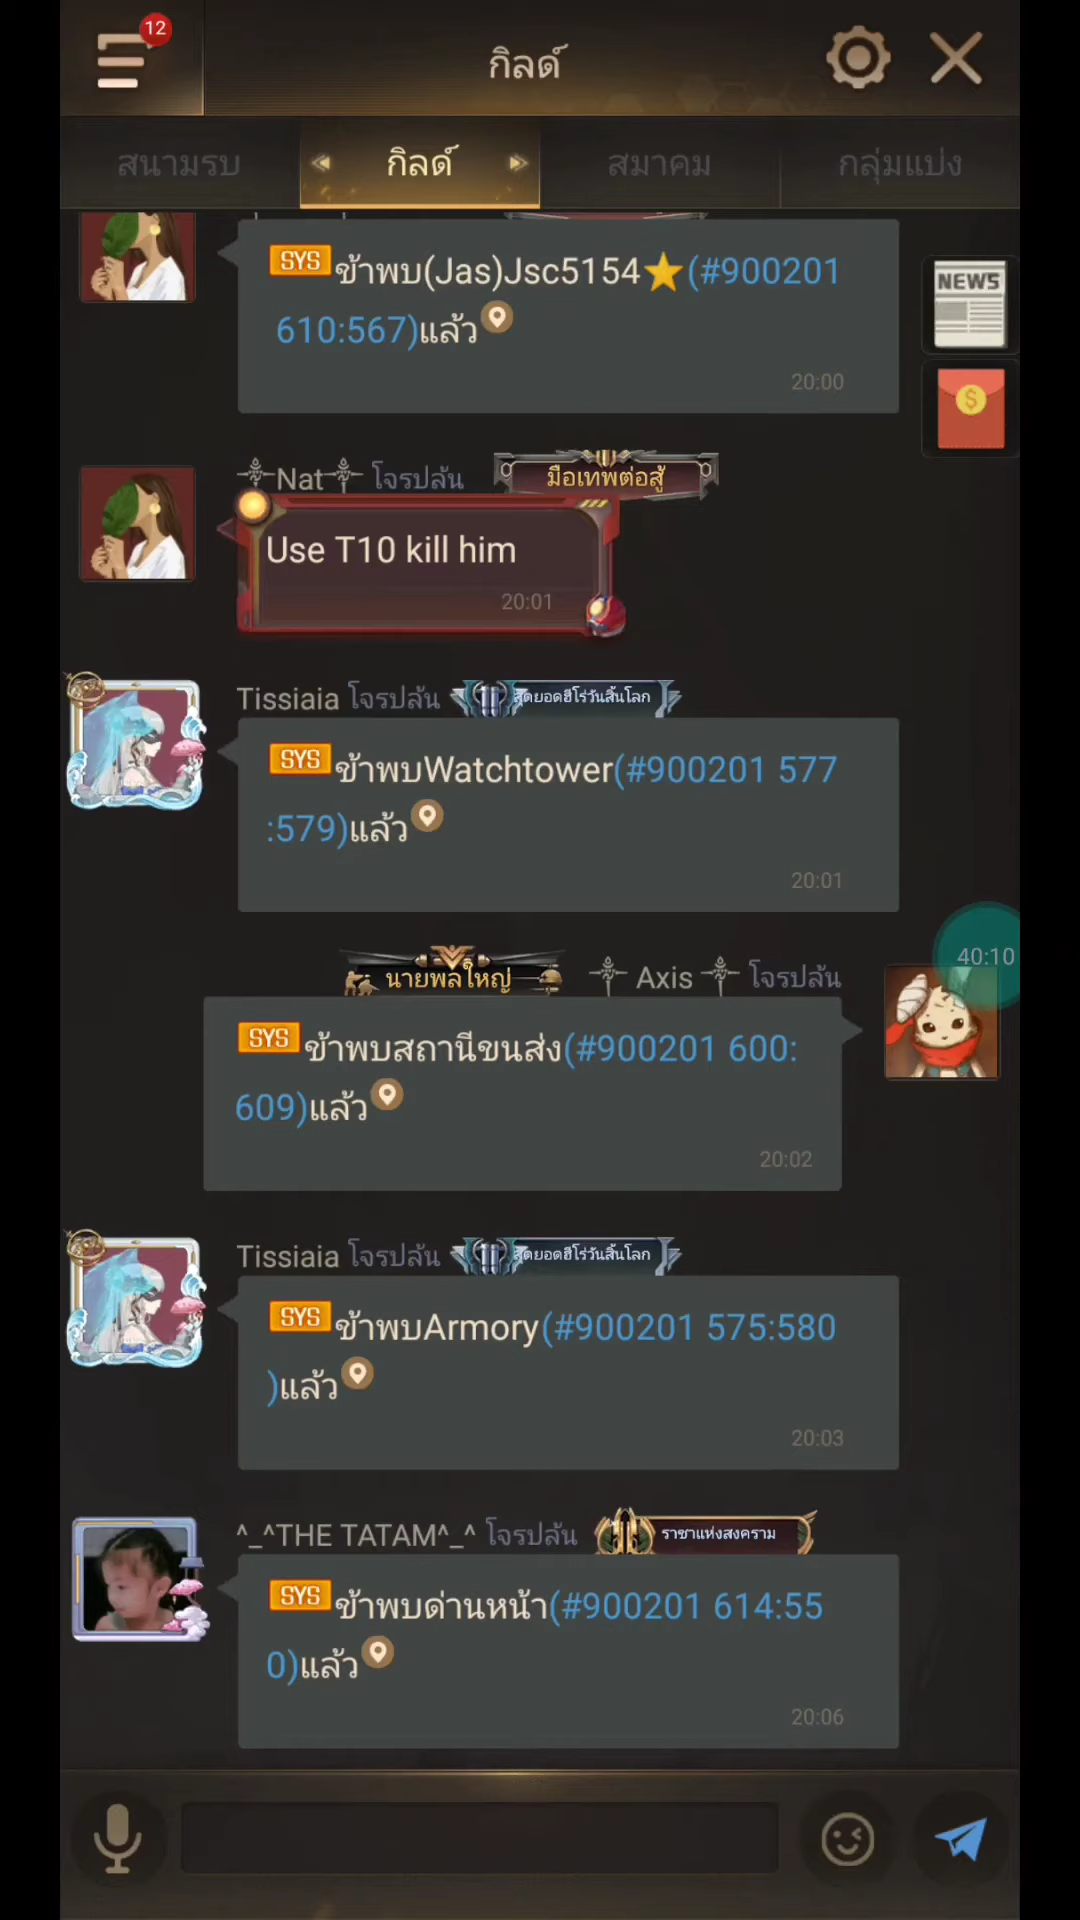 12
กิลด์
สนามรบ
กิลด์
สมาคม
กลุ่มแบ่ง
NEWS
SYS ข้าพบ(Jas)Jsc5154⭐(#900201
610:567)แล้ว
20:00
Nat โจรปล้น มือเทพต่อสู้
Use T10 kill him
20:01
Tissiaia โจรปล้น สุดยอดฮีโร่วันสิ้นโลก
SYS ข้าพบWatchtower(#900201 577
:579)แล้ว
20:01
40:10
นายพลใหญ่ Axis โจรปล้น
SYS ข้าพบสถานีขนส่ง(#900201 600:
609)แล้ว
20:02
Tissiaia โจรปล้น สุดยอดฮีโร่วันสิ้นโลก
SYS ข้าพบArmory(#900201 575:580
)แล้ว
20:03
^_^THE TATAM^_^ โจรปล้น ราชาแห่งสงคราม
SYS ข้าพบด่านหน้า(#900201 614:55
0)แล้ว
20:06